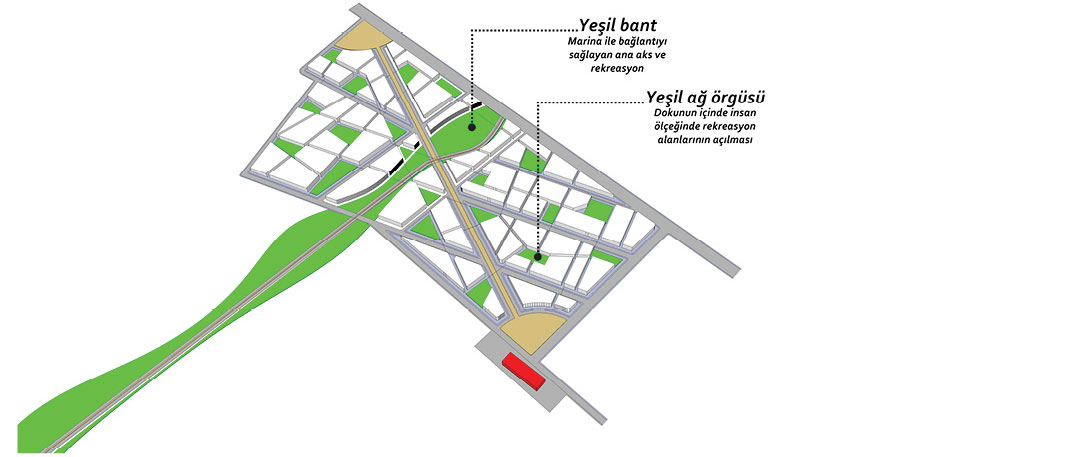 Yeşil bant
Marina ile bağlantıyı
sağlayan ana aks ve
rekreasyon
Yeşil ağ örgüsü
Dokunun içinde insan
ölçeğinde rekreasyon
alanlarının açılması